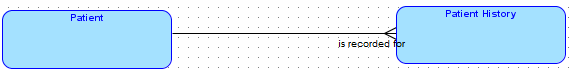 Patient
Patient History
is recorded for